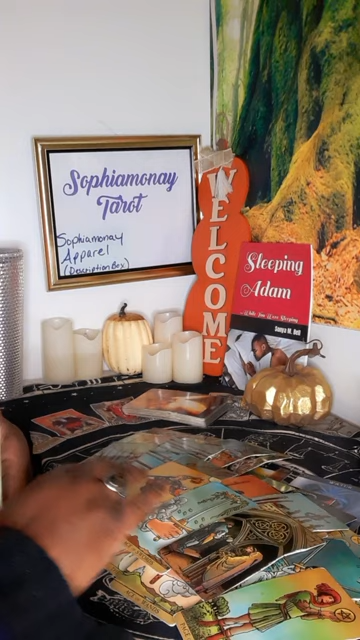 Sophiamonay
Tarot
Sophiamonay
Apparel
(Description Box)
WELCOME
Sleeping
Adam
Sonya M. Bell